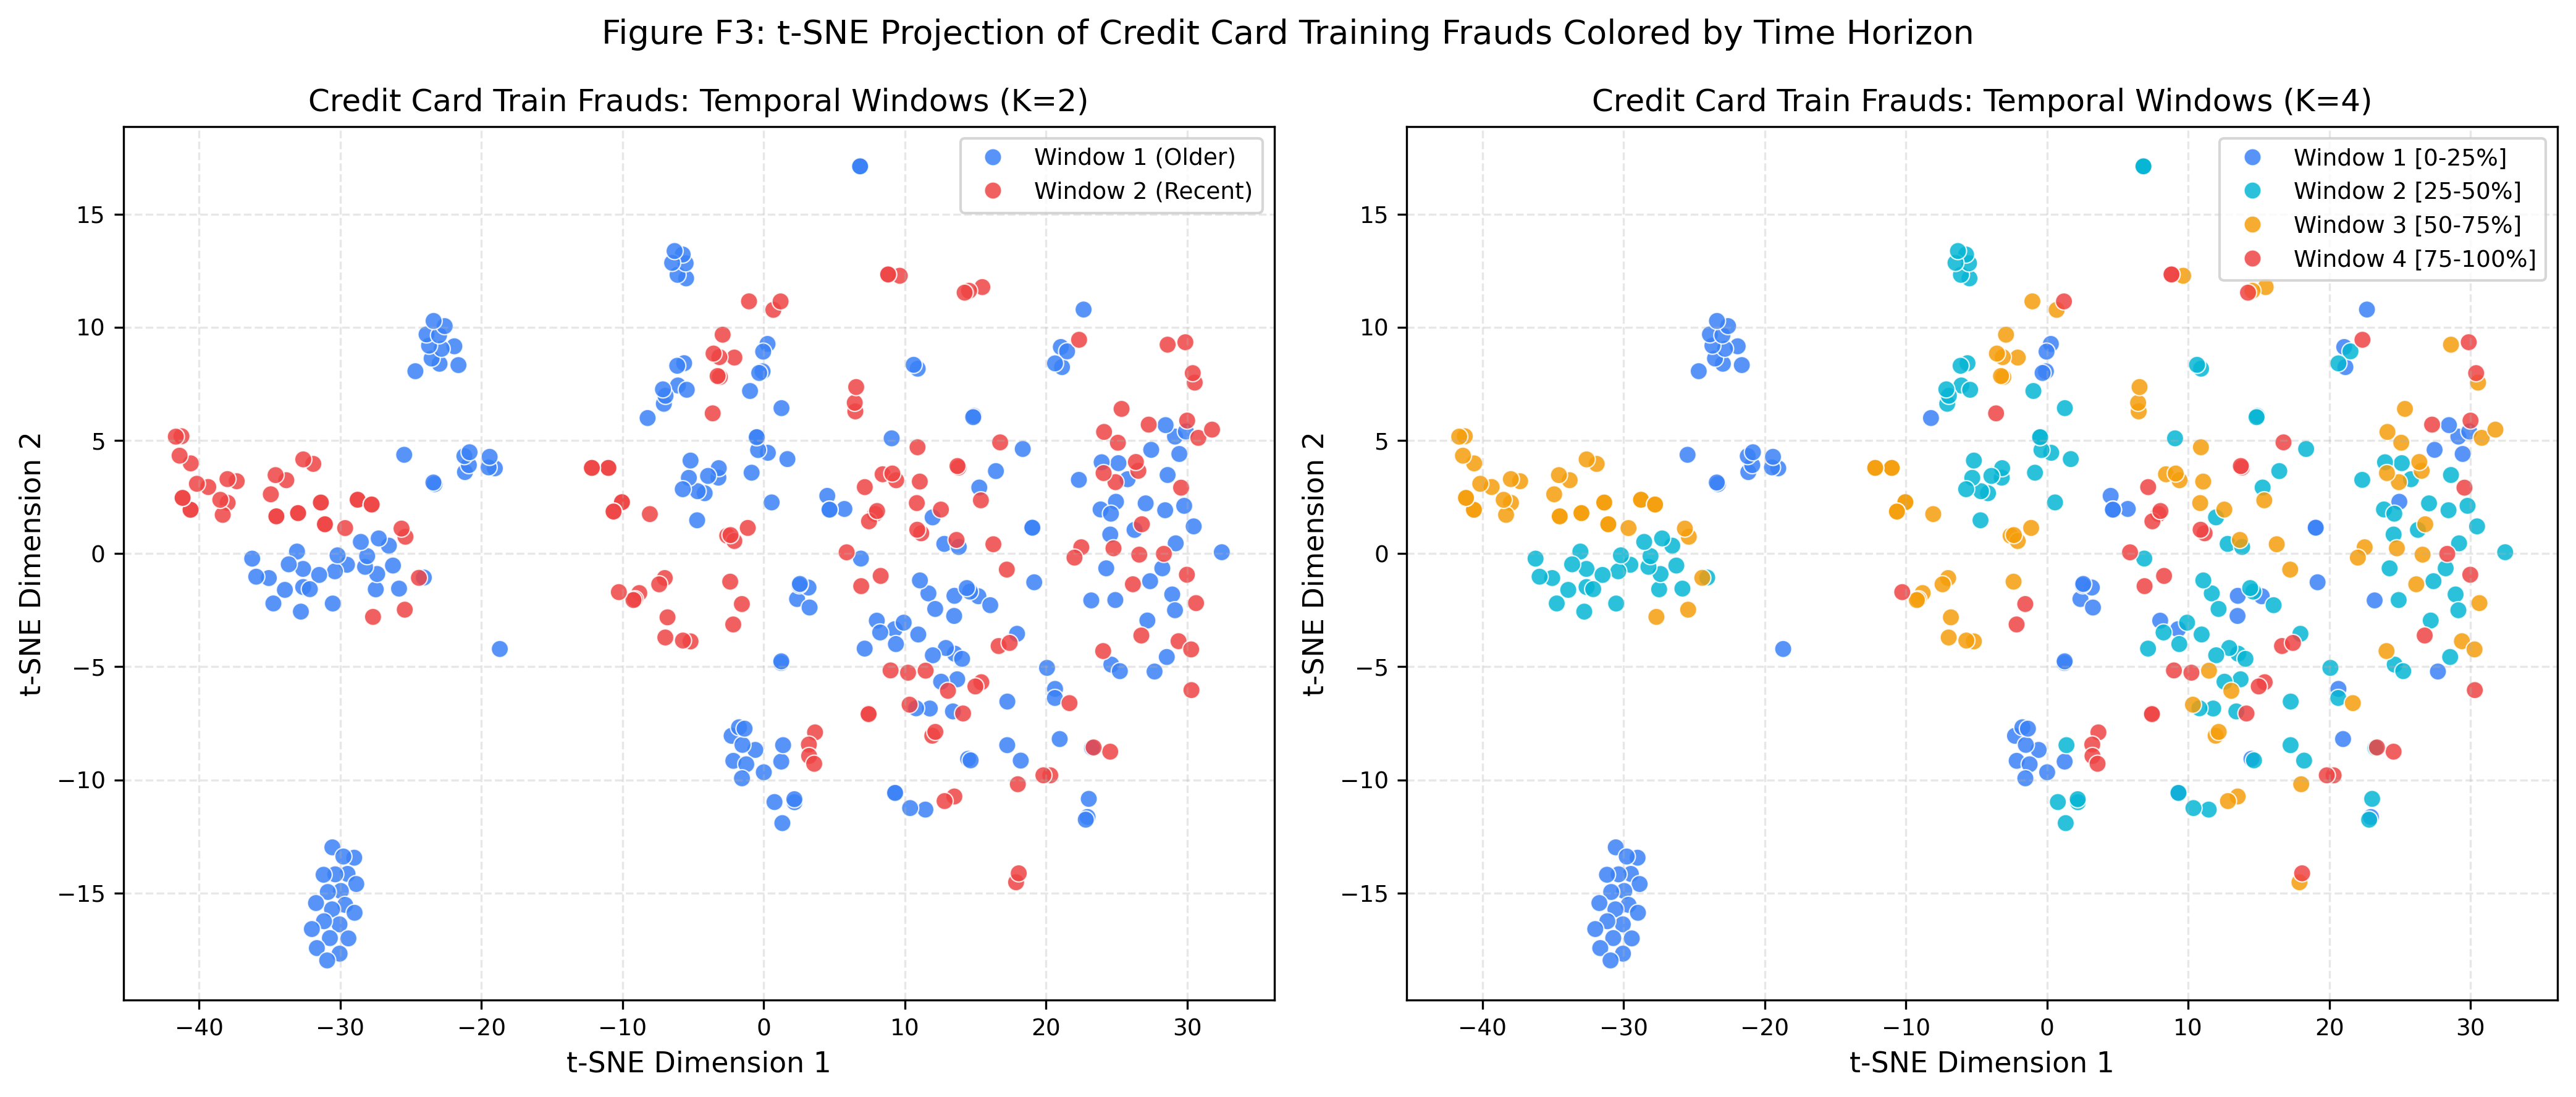 Figure F3: t-SNE Projection of Credit Card Training Frauds Colored by Time Horizon
Credit Card Train Frauds: Temporal Windows (K=2)
Window 1 (Older)
Window 2 (Recent)
15
10
5
0
−5
−10
−15
t-SNE Dimension 2
−40 −30 −20 −10 0 10 20 30
t-SNE Dimension 1
Credit Card Train Frauds: Temporal Windows (K=4)
Window 1 [0-25%]
Window 2 [25-50%]
Window 3 [50-75%]
Window 4 [75-100%]
15
10
5
0
−5
−10
−15
t-SNE Dimension 2
−40 −30 −20 −10 0 10 20 30
t-SNE Dimension 1